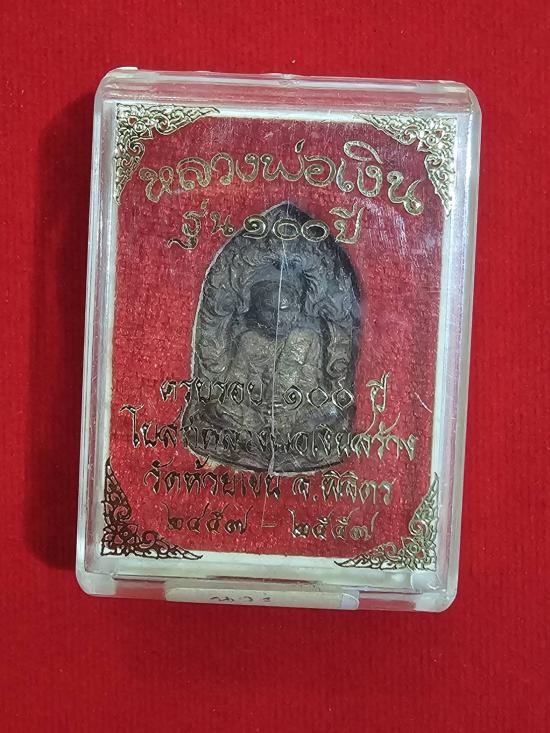 หลวงพ่อเงิน
รุ่น ๑๐๐ ปี
ครบรอบ ๑๐๐ ปี
โบสถ์หลวงพ่อเงินสร้าง
วัดห้วยเขน จ.พิจิตร
๒๔๕๗ - ๒๕๕๗